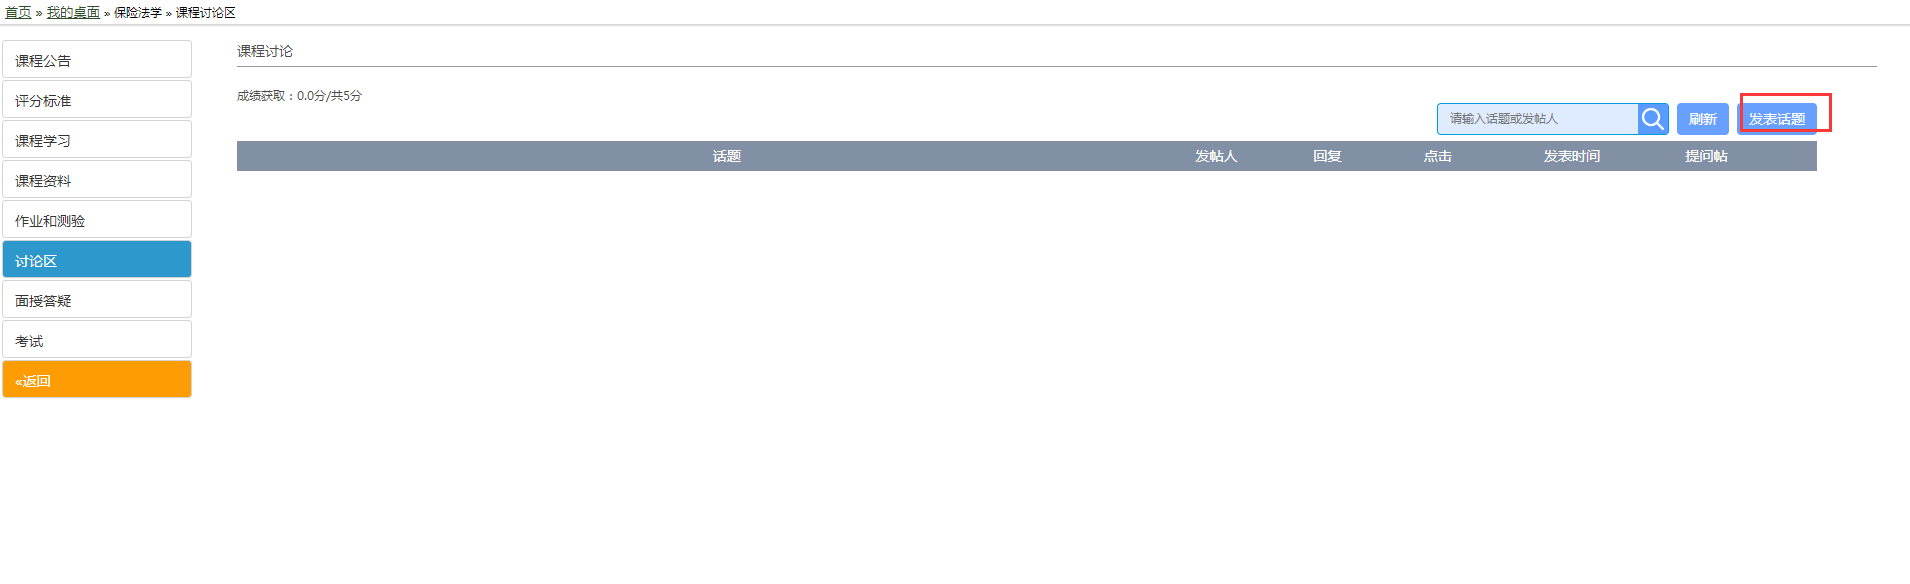 首页 » 我的桌面 » 保险法学 » 课程讨论区
课程公告
评分标准
课程学习
课程资料
作业和测验
讨论区
面授答疑
考试
«返回
课程讨论
成绩获取：0.0分/共5分
请输入话题或发帖人 刷新 发表话题
话题 发帖人 回复 点击 发表时间 提问帖